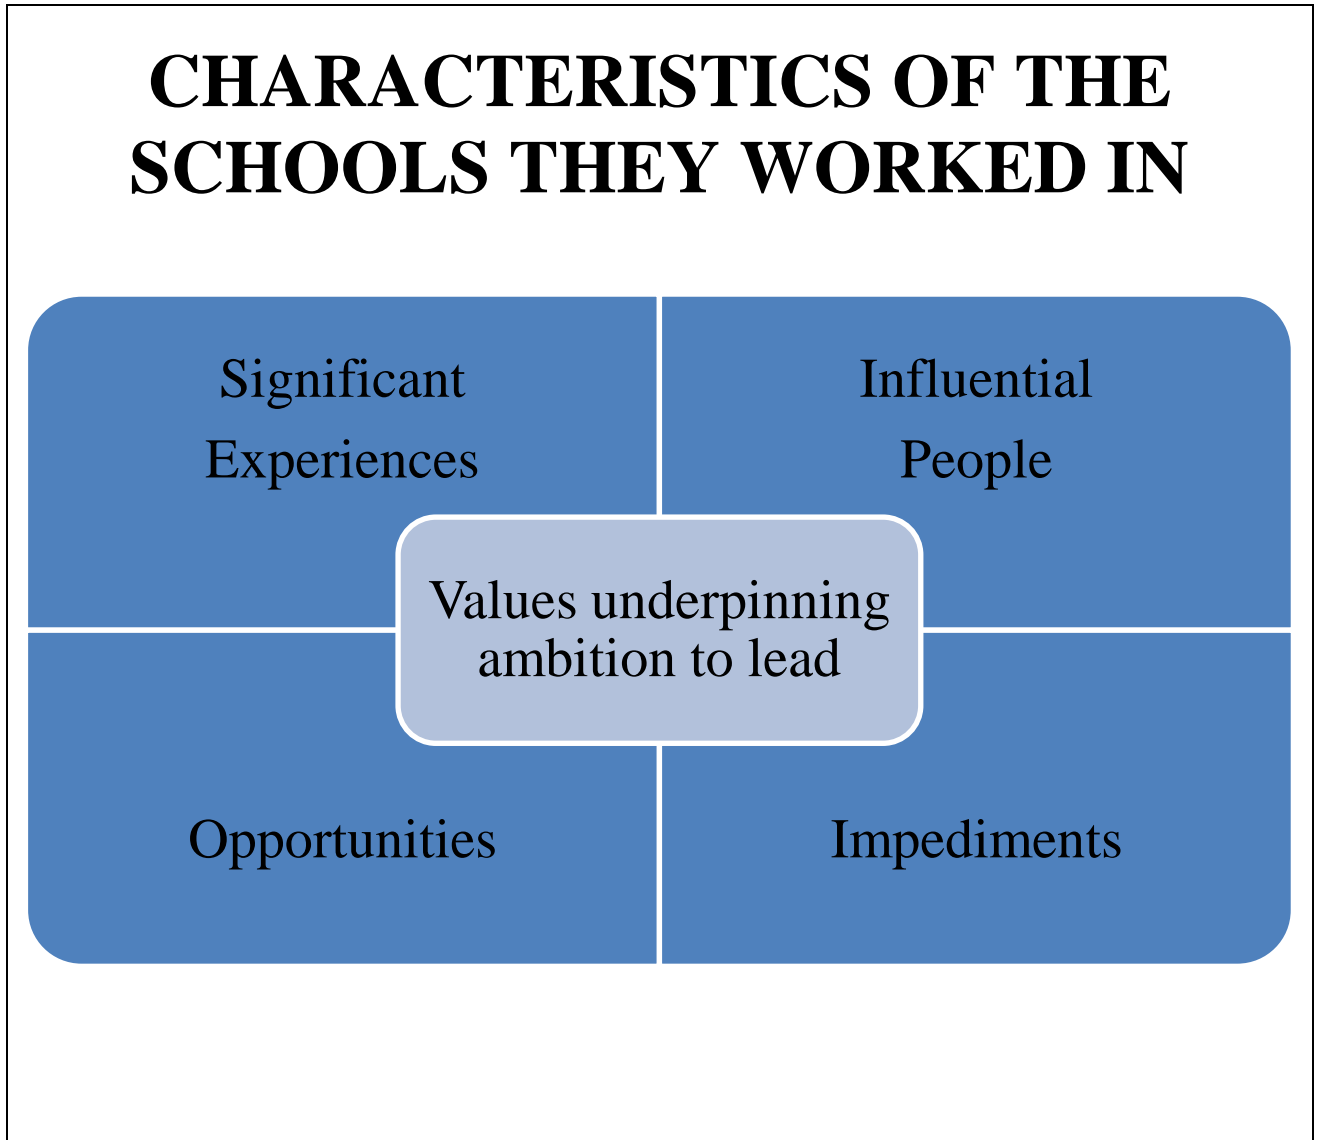 CHARACTERISTICS OF THE
SCHOOLS THEY WORKED IN
Significant
Experiences
Influential
People
Values underpinning
ambition to lead
Opportunities
Impediments